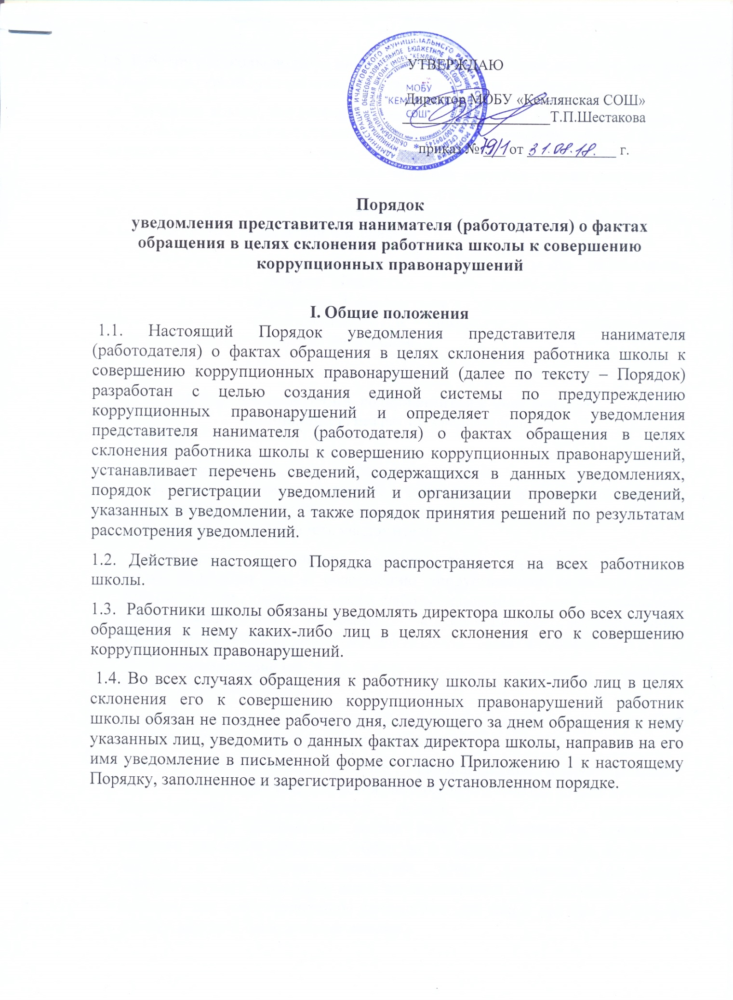 УТВЕРЖДАЮ
Директор МОБУ «Кемлянская СОШ»
Т.П.Шестакова
приказ № 79/1 от 31.08.18. г.
МОБУ
"КЕМЛЯНСКАЯ
СОШ"
Порядок
уведомления представителя нанимателя (работодателя) о фактах
обращения в целях склонения работника школы к совершению
коррупционных правонарушений
I. Общие положения
1.1. Настоящий Порядок уведомления представителя нанимателя
(работодателя) о фактах обращения в целях склонения работника школы к
совершению коррупционных правонарушений (далее по тексту – Порядок)
разработан с целью создания единой системы по предупреждению
коррупционных правонарушений и определяет порядок уведомления
представителя нанимателя (работодателя) о фактах обращения в целях
склонения работника школы к совершению коррупционных правонарушений,
устанавливает перечень сведений, содержащихся в данных уведомлениях,
порядок регистрации уведомлений и организации проверки сведений,
указанных в уведомлении, а также порядок принятия решений по результатам
рассмотрения уведомлений.
1.2. Действие настоящего Порядка распространяется на всех работников
школы.
1.3. Работники школы обязаны уведомлять директора школы обо всех случаях
обращения к нему каких-либо лиц в целях склонения его к совершению
коррупционных правонарушений.
1.4. Во всех случаях обращения к работнику школы каких-либо лиц в целях
склонения его к совершению коррупционных правонарушений работник
школы обязан не позднее рабочего дня, следующего за днем обращения к нему
указанных лиц, уведомить о данных фактах директора школы, направив на его
имя уведомление в письменной форме согласно Приложению 1 к настоящему
Порядку, заполненное и зарегистрированное в установленном порядке.